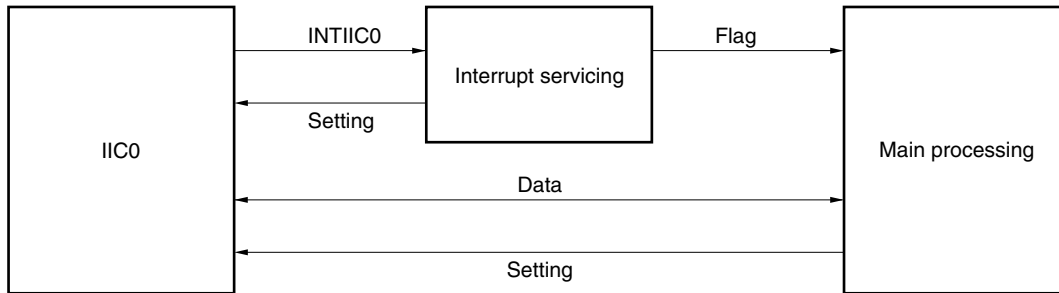 INTIIC0
Flag
Interrupt servicing
Setting
IIC0
Main processing
Data
Setting